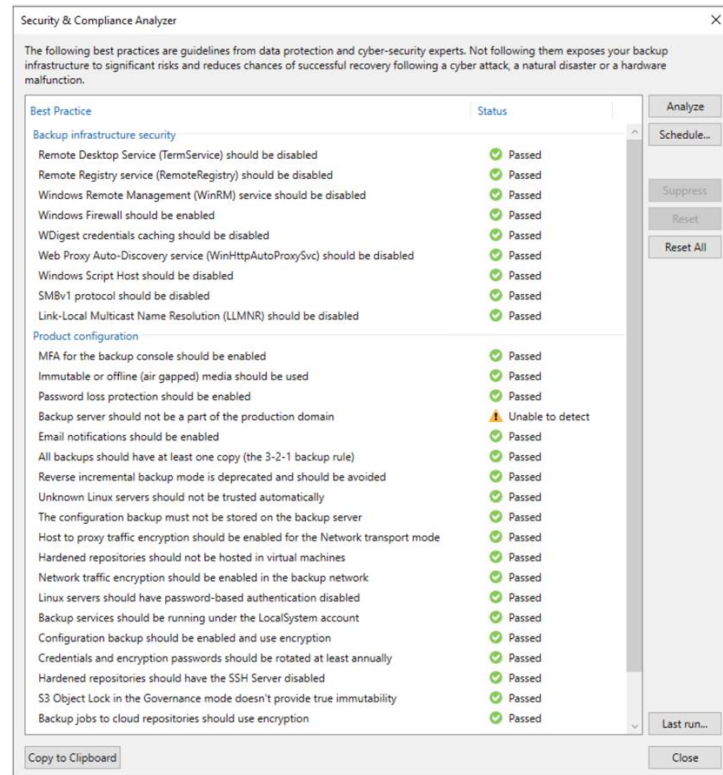 Security & Compliance Analyzer
The following best practices are guidelines from data protection and cyber-security experts. Not following them exposes your backup
infrastructure to significant risks and reduces chances of successful recovery following a cyber attack, a natural disaster or a hardware
malfunction.
Best Practice Status
Analyze
Backup infrastructure security
Schedule...
Remote Desktop Service (TermService) should be disabled Passed
Remote Registry service (RemoteRegistry) should be disabled Passed
Windows Remote Management (WinRM) service should be disabled Passed
Suppress
Windows Firewall should be enabled Passed
Reset
WDigest credentials caching should be disabled Passed
Web Proxy Auto-Discovery service (WinHttpAutoProxySvc) should be disabled Passed
Reset All
Windows Script Host should be disabled Passed
SMBv1 protocol should be disabled Passed
Link-Local Multicast Name Resolution (LLMNR) should be disabled Passed
Product configuration
MFA for the backup console should be enabled Passed
Immutable or offline (air gapped) media should be used Passed
Password loss protection should be enabled Passed
Backup server should not be a part of the production domain Unable to detect
Email notifications should be enabled Passed
All backups should have at least one copy (the 3-2-1 backup rule) Passed
Reverse incremental backup mode is deprecated and should be avoided Passed
Unknown Linux servers should not be trusted automatically Passed
The configuration backup must not be stored on the backup server Passed
Host to proxy traffic encryption should be enabled for the Network transport mode Passed
Hardened repositories should not be hosted in virtual machines Passed
Network traffic encryption should be enabled in the backup network Passed
Linux servers should have password-based authentication disabled Passed
Backup services should be running under the LocalSystem account Passed
Configuration backup should be enabled and use encryption Passed
Credentials and encryption passwords should be rotated at least annually Passed
Hardened repositories should have the SSH Server disabled Passed
S3 Object Lock in the Governance mode doesn't provide true immutability Passed
Backup jobs to cloud repositories should use encryption Passed
Last run...
Copy to Clipboard
Close